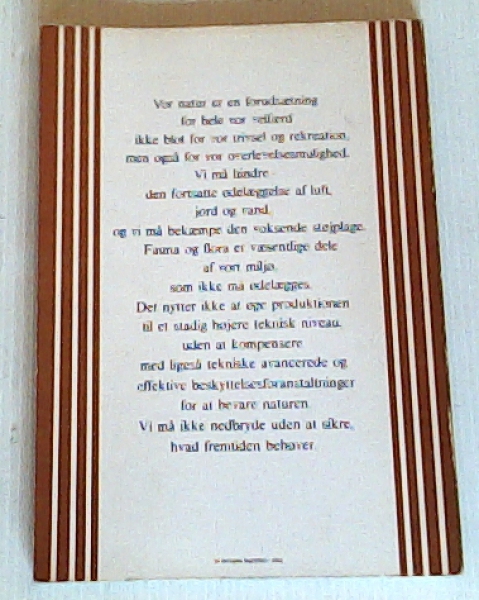 Vor natur er en forudsætning
for hele vor velfærd
ikke blot for vor trivsel og rekreation,
men også for vor overlevelsesmulighed.
Vi må hindre
den fortsatte ødelæggelse af luft,
jord og vand,
og vi må bekæmpe den voksende støjplage.
Fauna og flora er væsentlige dele
af vort miljø,
som ikke må ødelægges.
Det nytter ikke at øge produktionen
til et stadig højere teknisk niveau,
uden at kompensere
med ligeså tekniske avancerede og
effektive beskyttelsesforanstaltninger
for at bevare naturen.
Vi må ikke nedbryde uden at sikre,
hvad fremtiden behøver.